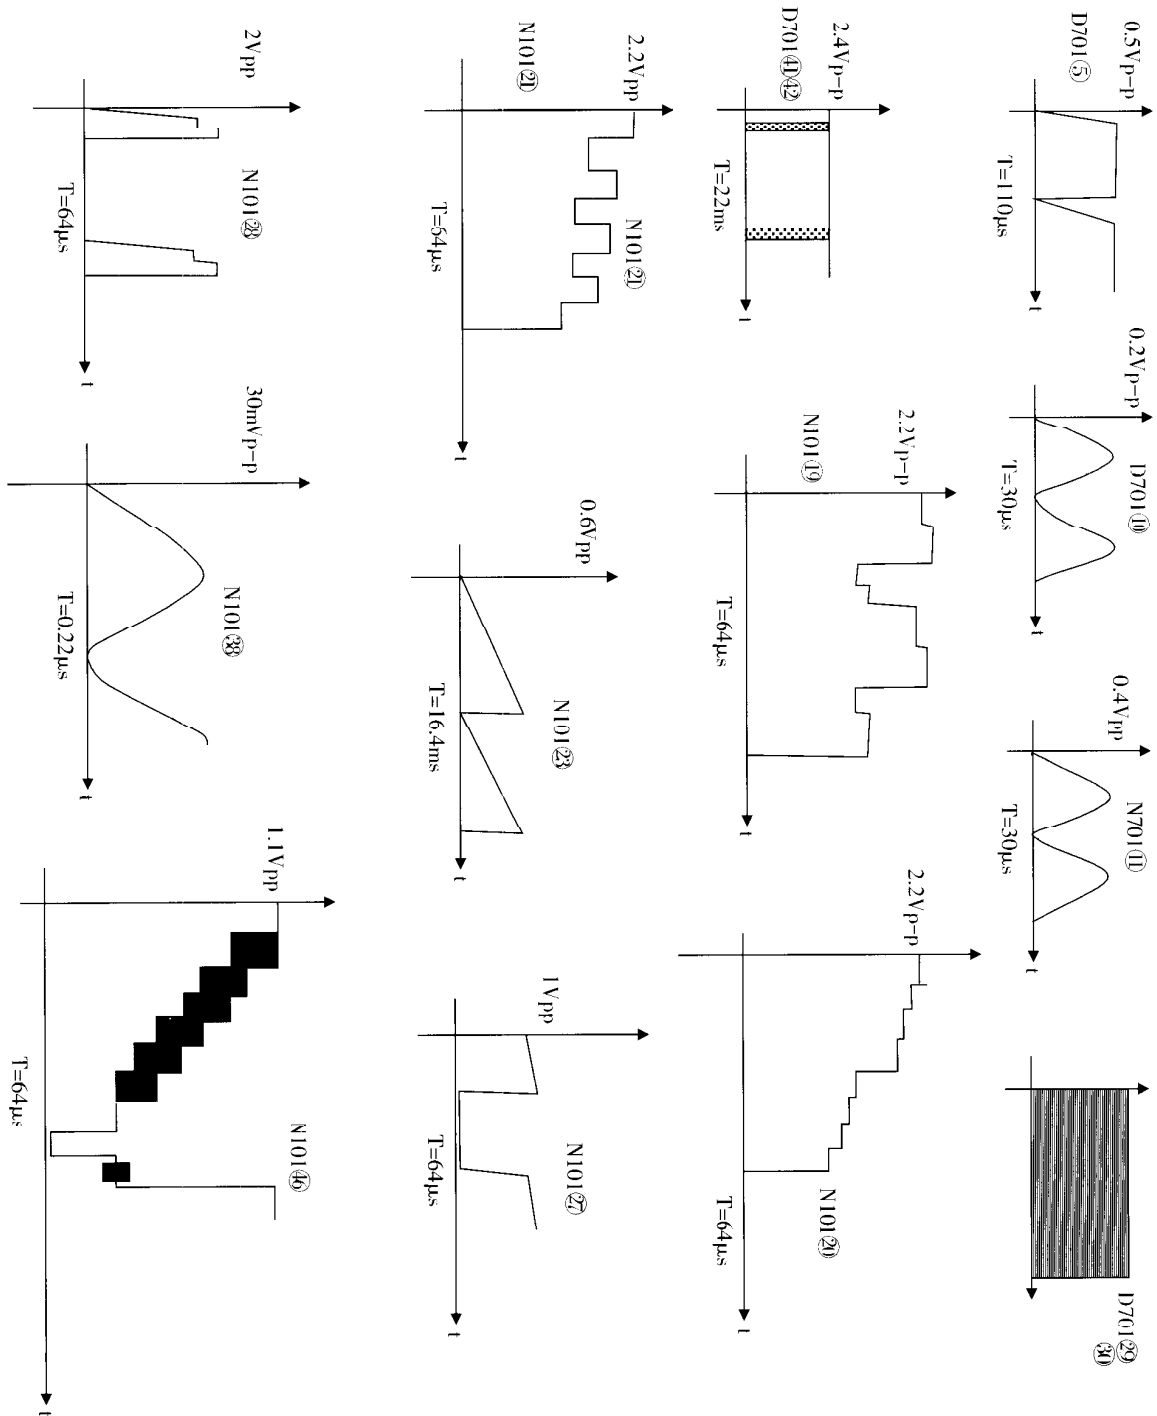 0.5Vp-p
D701⑤
T=110μs
t
0.2Vp-p
D701⑩
T=30μs
t
0.4Vpp
N701⑪
T=30μs
t
D701㉙
㉚
2.4Vp-p
D701㊶㊷
T=22ms
t
2.2Vp-p
N101⑲
T=64μs
t
2.2Vp-p
N101⑳
T=64μs
t
2.2Vpp
N101㉑
N101㉑
T=64μs
t
0.6Vpp
N101㉓
T=16.4ms
t
1Vpp
N101㉗
T=64μs
t
2Vpp
N101㉘
T=64μs
t
30mVp-p
N101㊳
T=0.22μs
t
1.1Vpp
N101㊻
T=64μs
t